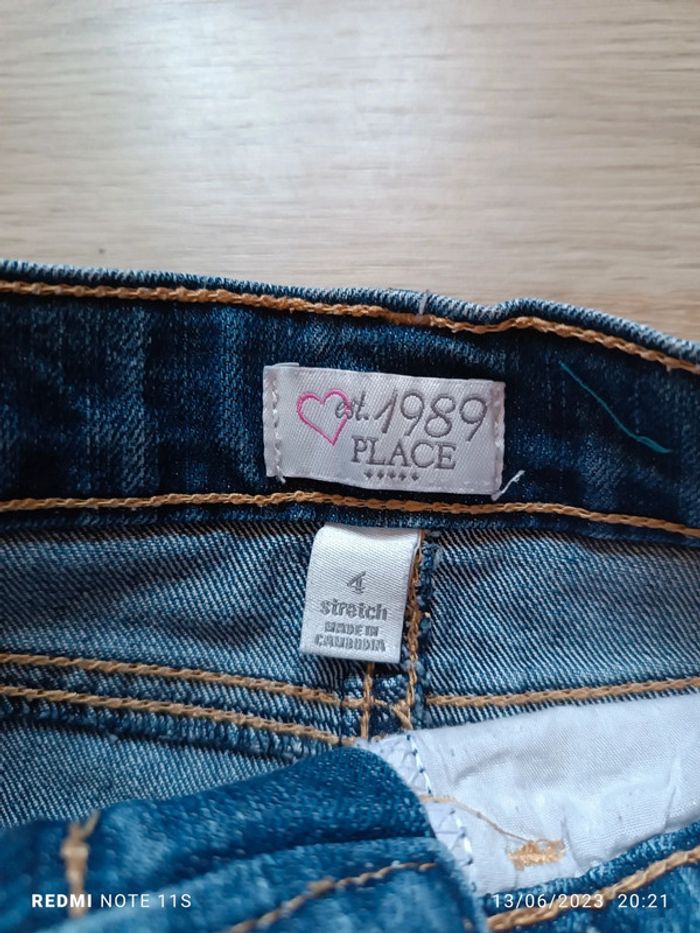 est. 1989
PLACE
4
stretch
MADE IN
CAMBODIA
REDMI NOTE 11S
13/06/2023 20:21